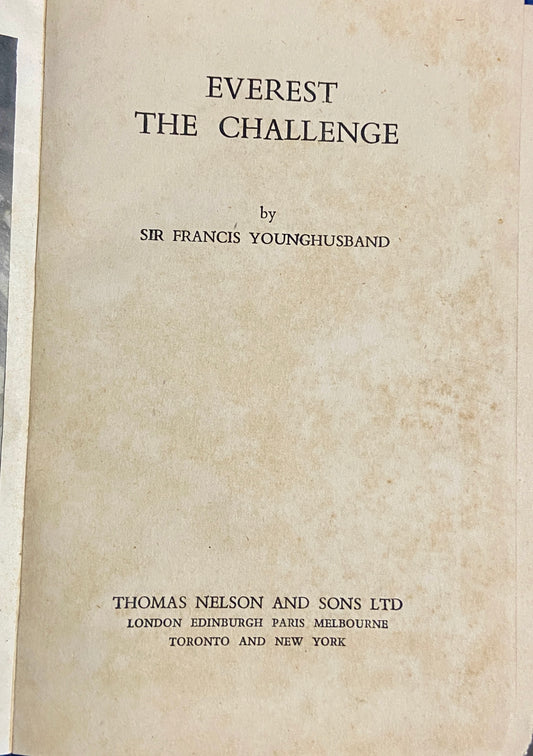 EVEREST
THE CHALLENGE
by
SIR FRANCIS YOUNGHUSBAND
THOMAS NELSON AND SONS LTD
LONDON EDINBURGH PARIS MELBOURNE
TORONTO AND NEW YORK